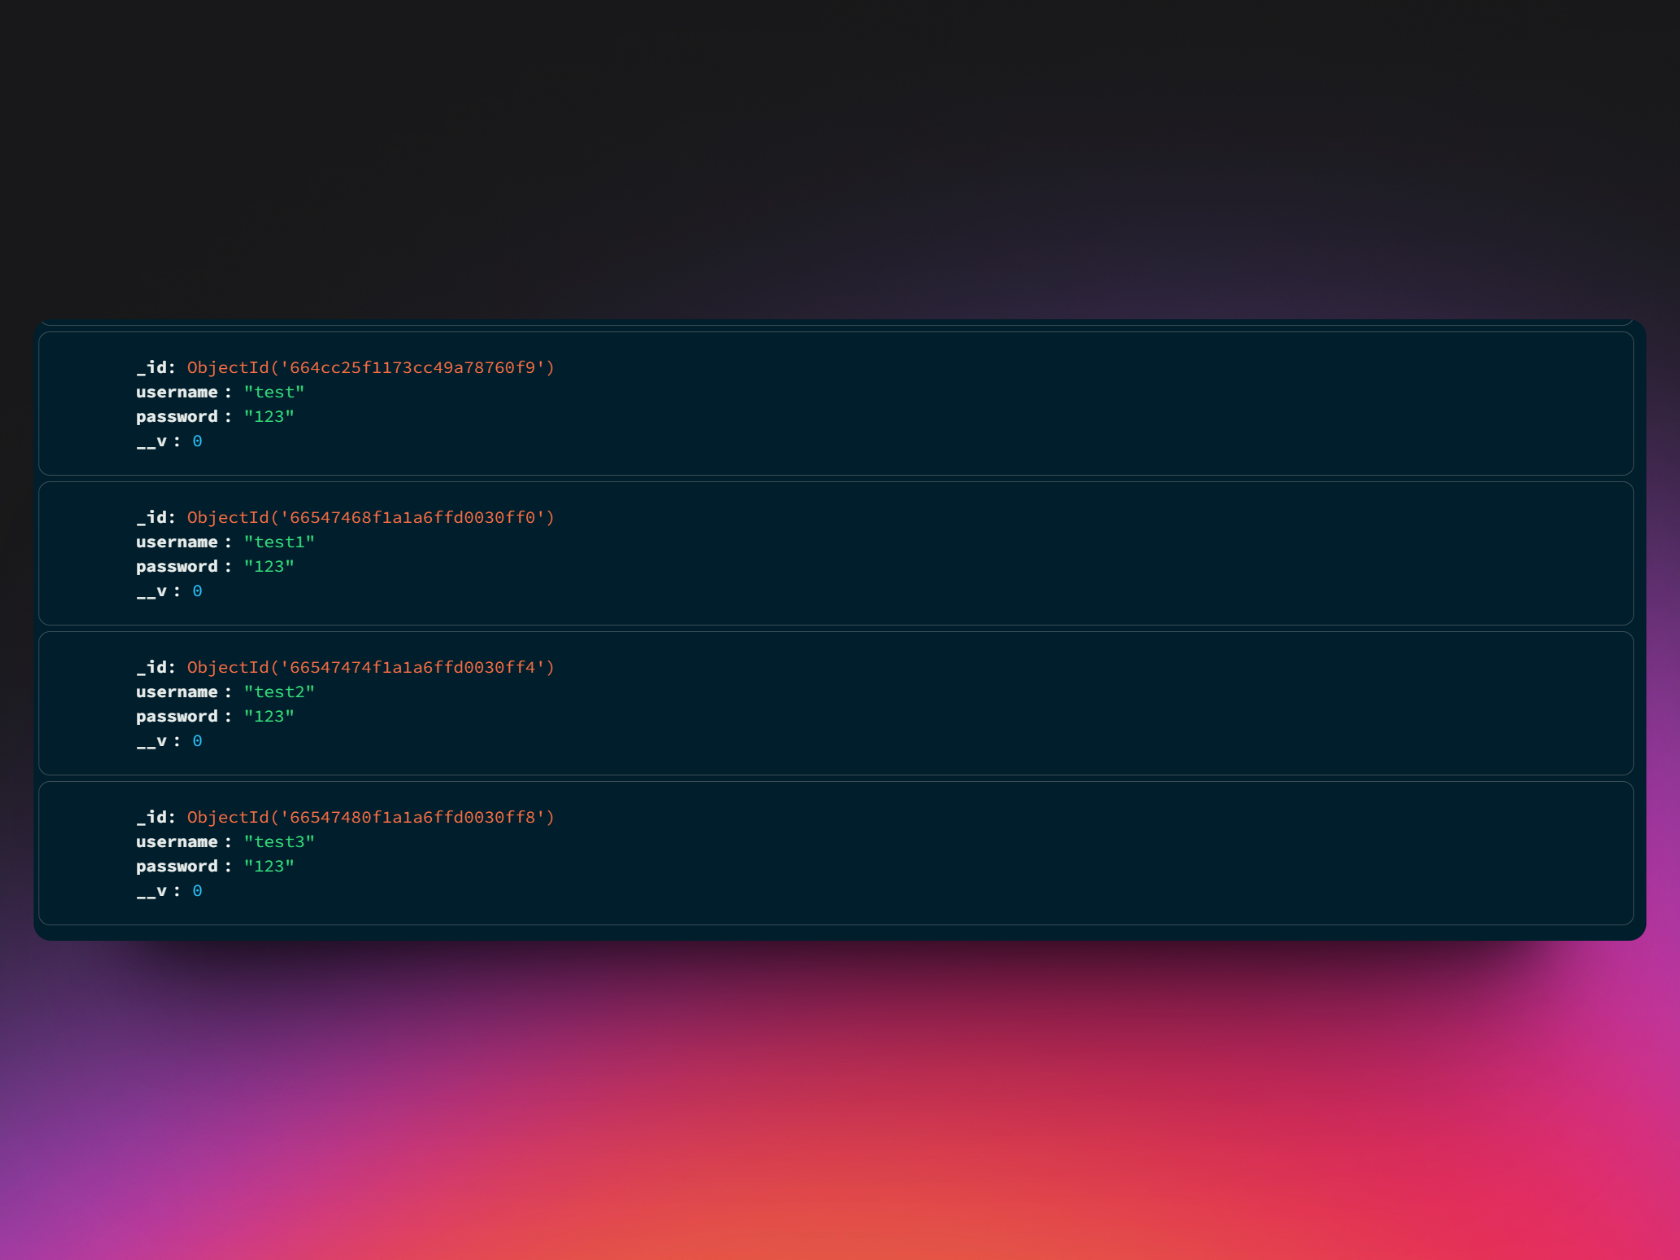 _id: ObjectId('664cc25f1173cc49a78760f9')
username : "test"
password : "123"
__v : 0
_id: ObjectId('66547468f1a1a6ffd0030ff0')
username : "test1"
password : "123"
__v : 0
_id: ObjectId('66547474f1a1a6ffd0030ff4')
username : "test2"
password : "123"
__v : 0
_id: ObjectId('66547480f1a1a6ffd0030ff8')
username : "test3"
password : "123"
__v : 0